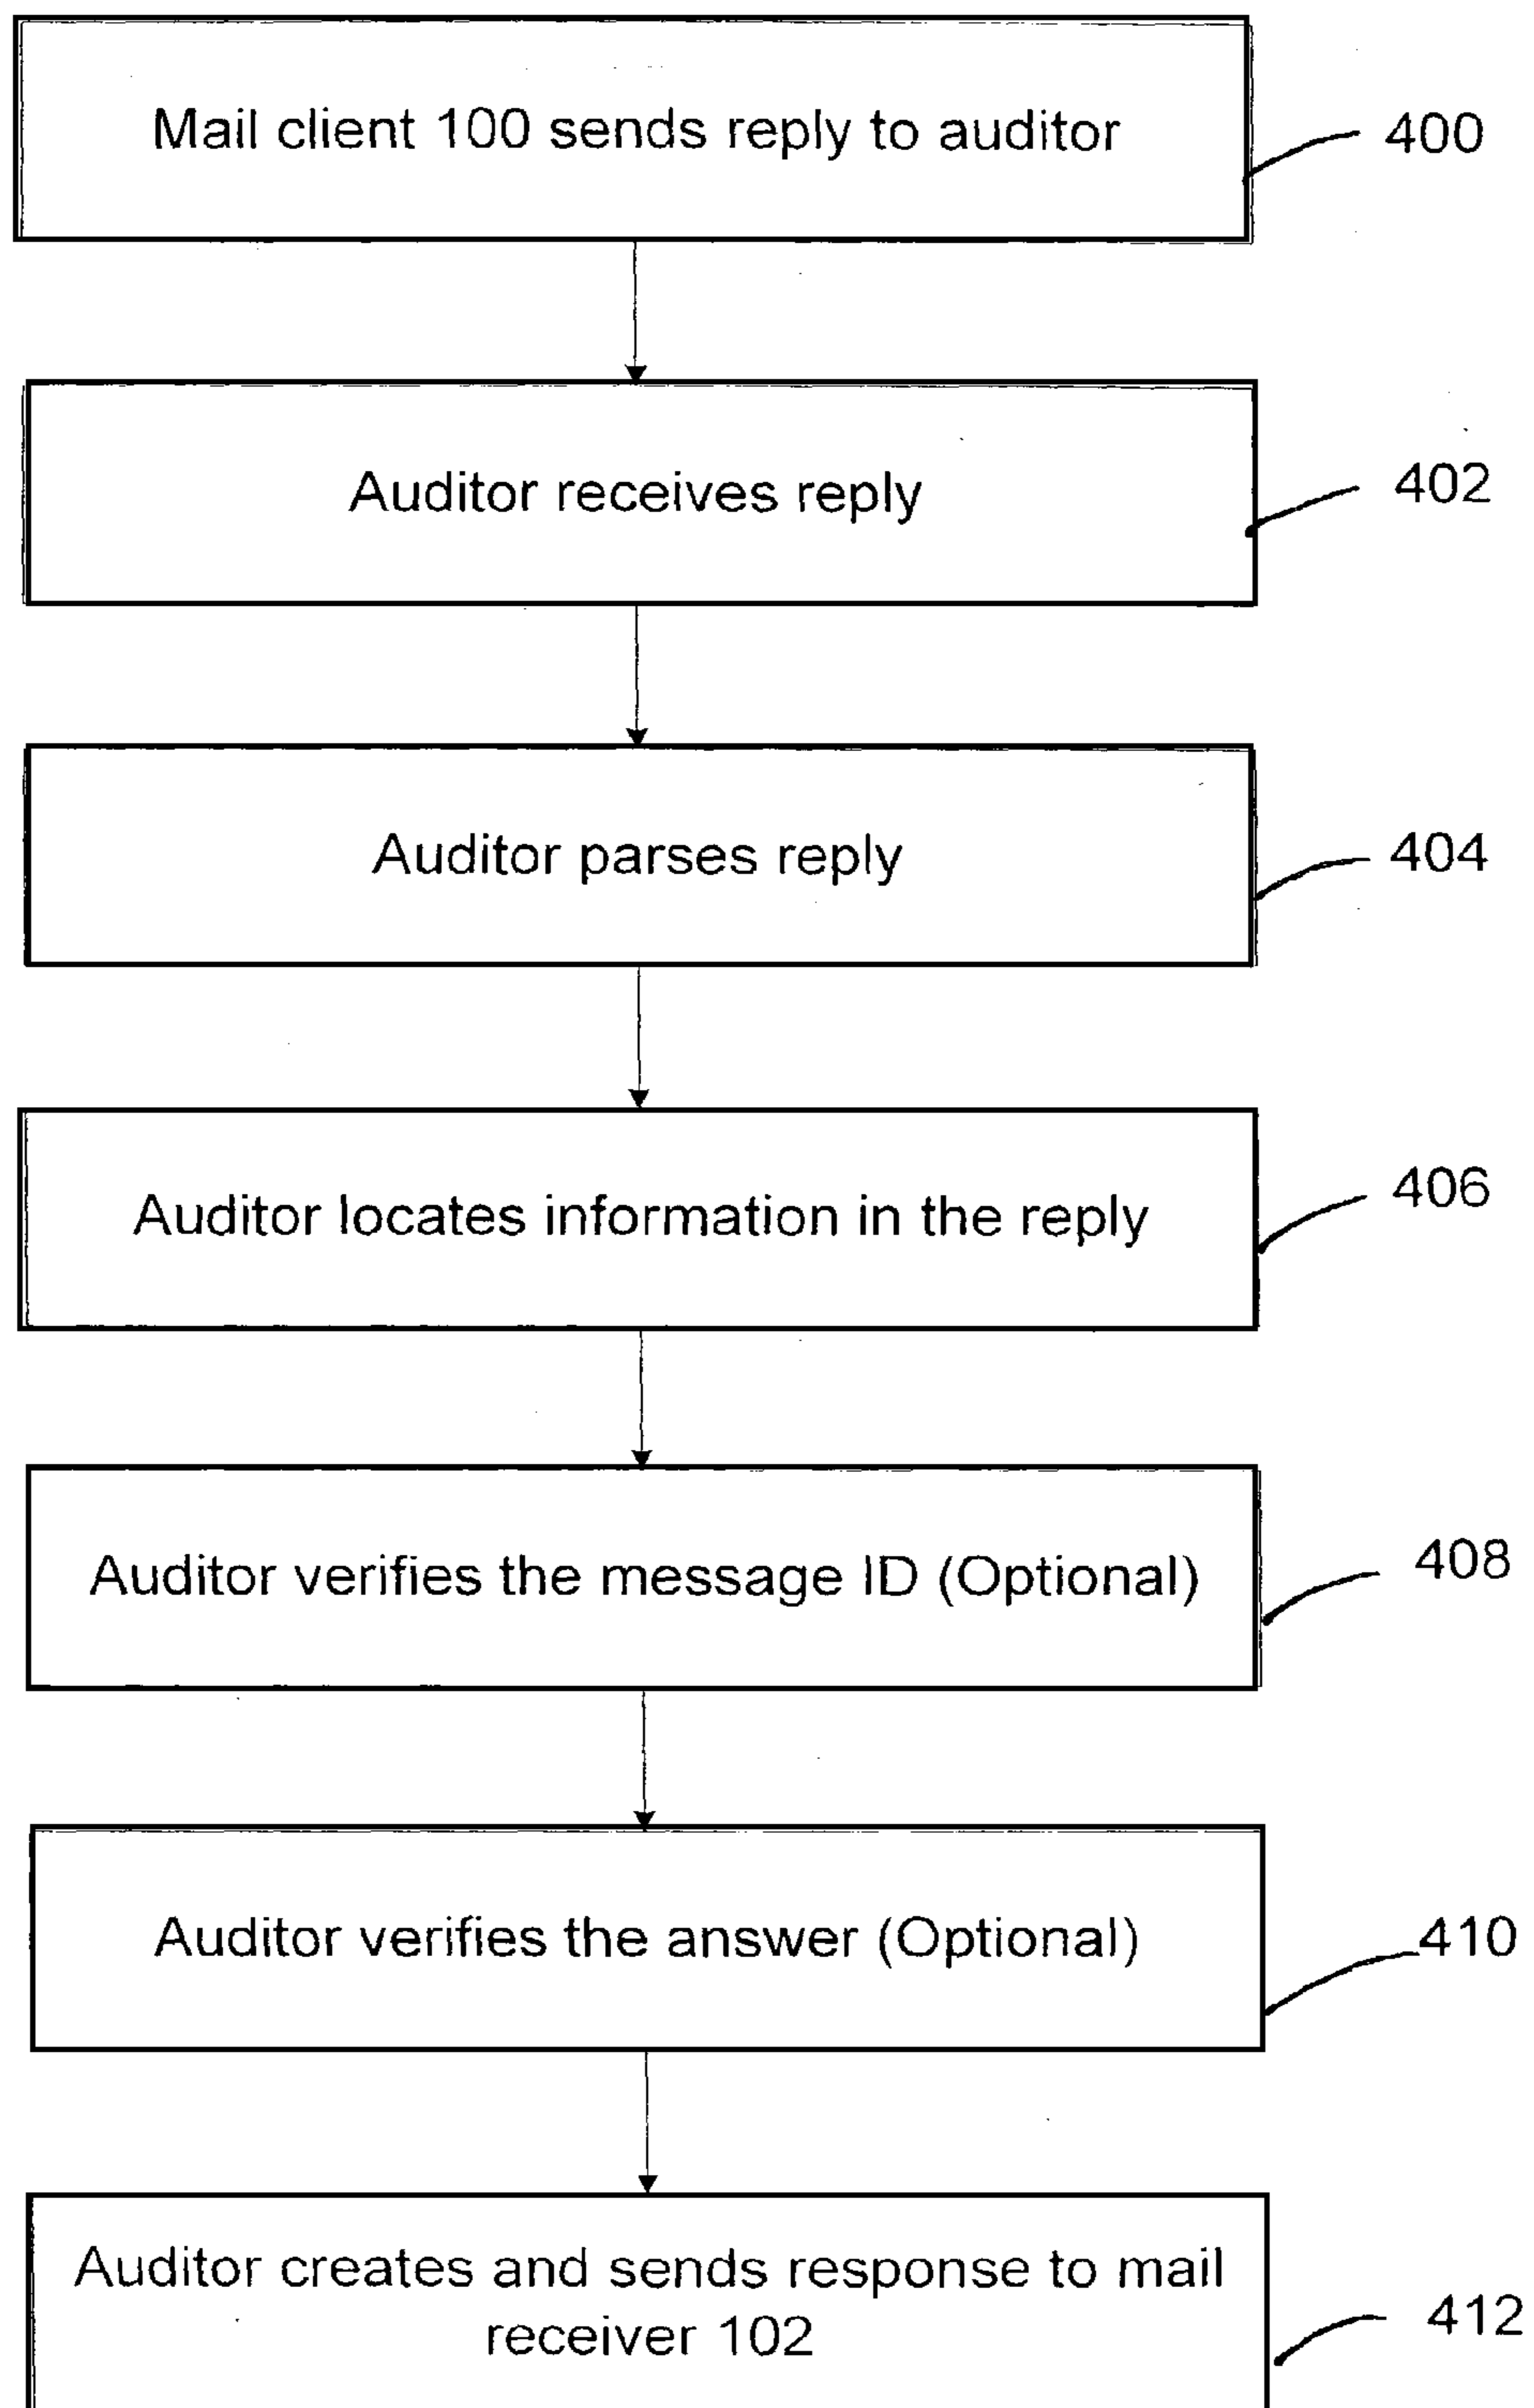 Mail client 100 sends reply to auditor
400
Auditor receives reply
402
Auditor parses reply
404
Auditor locates information in the reply
406
Auditor verifies the message ID (Optional)
408
Auditor verifies the answer (Optional)
410
Auditor creates and sends response to mail
receiver 102
412